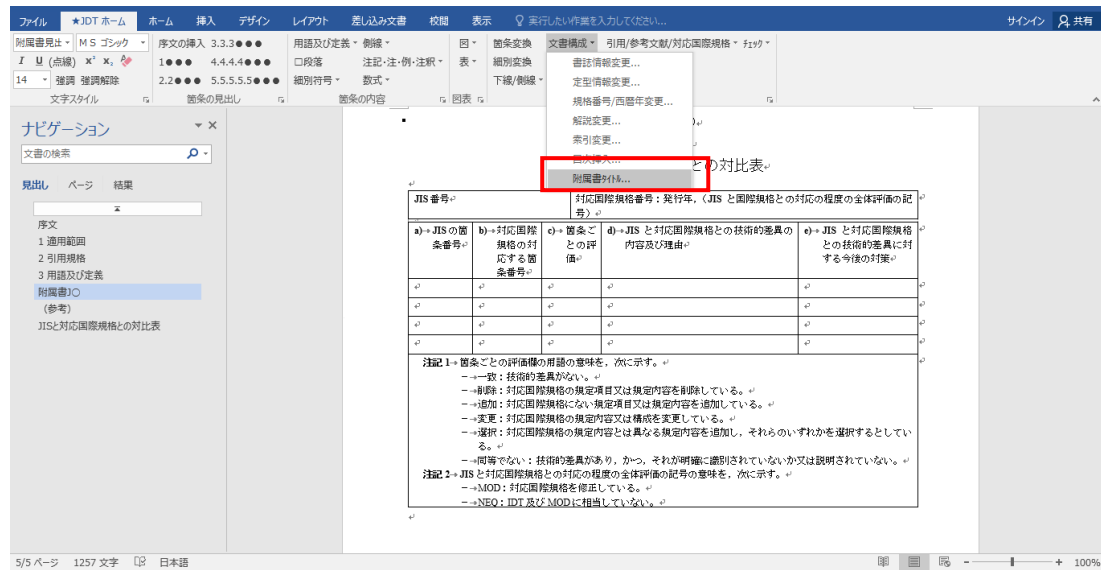 ファイル ★JDT ホーム ホーム 挿入 デザイン レイアウト 差し込み文書 校閲 表示 実行したい作業を入力してください... サインイン 共有
附属書見出 MS ゴシック 序文の挿入 3.3.3●●● 用語及び定義 側線 図 箇条変換 文書構成 引用/参考文献/対応国際規格 チェック
I U (点線) x² x₂ 1●●● 4.4.4.4●●● 口段落 注記・注・例・注釈 表 細別変換 書誌情報変更...
14 強調 強調解除 2.2●●● 5.5.5.5.5●●● 細別符号 数式 下線/側線 定型情報変更...
文字スタイル 箇条の見出し 箇条の内容 図表 規格番号/西暦年変更...
解説変更...
索引変更...
目次挿入...
附属書タイトル...
ナビゲーション
文書の検索
見出し ページ 結果
序文
1 適用範囲
2 引用規格
3 用語及び定義
附属書J○
(参考)
JISと対応国際規格との対比表
との対比表
JIS 番号 対応国際規格番号:発行年,(JIS と国際規格との対応の程度の全体評価の記号)
a) JIS の箇条番号 b) 対応国際規格の対応する箇条番号 c) 箇条ごとの評価 d) JIS と対応国際規格との技術的差異の内容及び理由 e) JIS と対応国際規格との技術的差異に対する今後の対策
注記 1 箇条ごとの評価欄の用語の意味を,次に示す。
− 一致:技術的差異がない。
− 削除:対応国際規格の規定項目又は規定内容を削除している。
− 追加:対応国際規格にない規定項目又は規定内容を追加している。
− 変更:対応国際規格の規定内容又は構成を変更している。
− 選択:対応国際規格の規定内容とは異なる規定内容を追加し,それらのいずれかを選択するとしてい
る。
− 同等でない:技術的差異があり,かつ,それが明確に識別されていないか又は説明されていない。
注記 2 JIS と対応国際規格との対応の程度の全体評価の記号の意味を,次に示す。
− MOD:対応国際規格を修正している。
− NEQ:IDT 及び MOD に相当していない。
5/5 ページ 1257 文字 日本語 100%